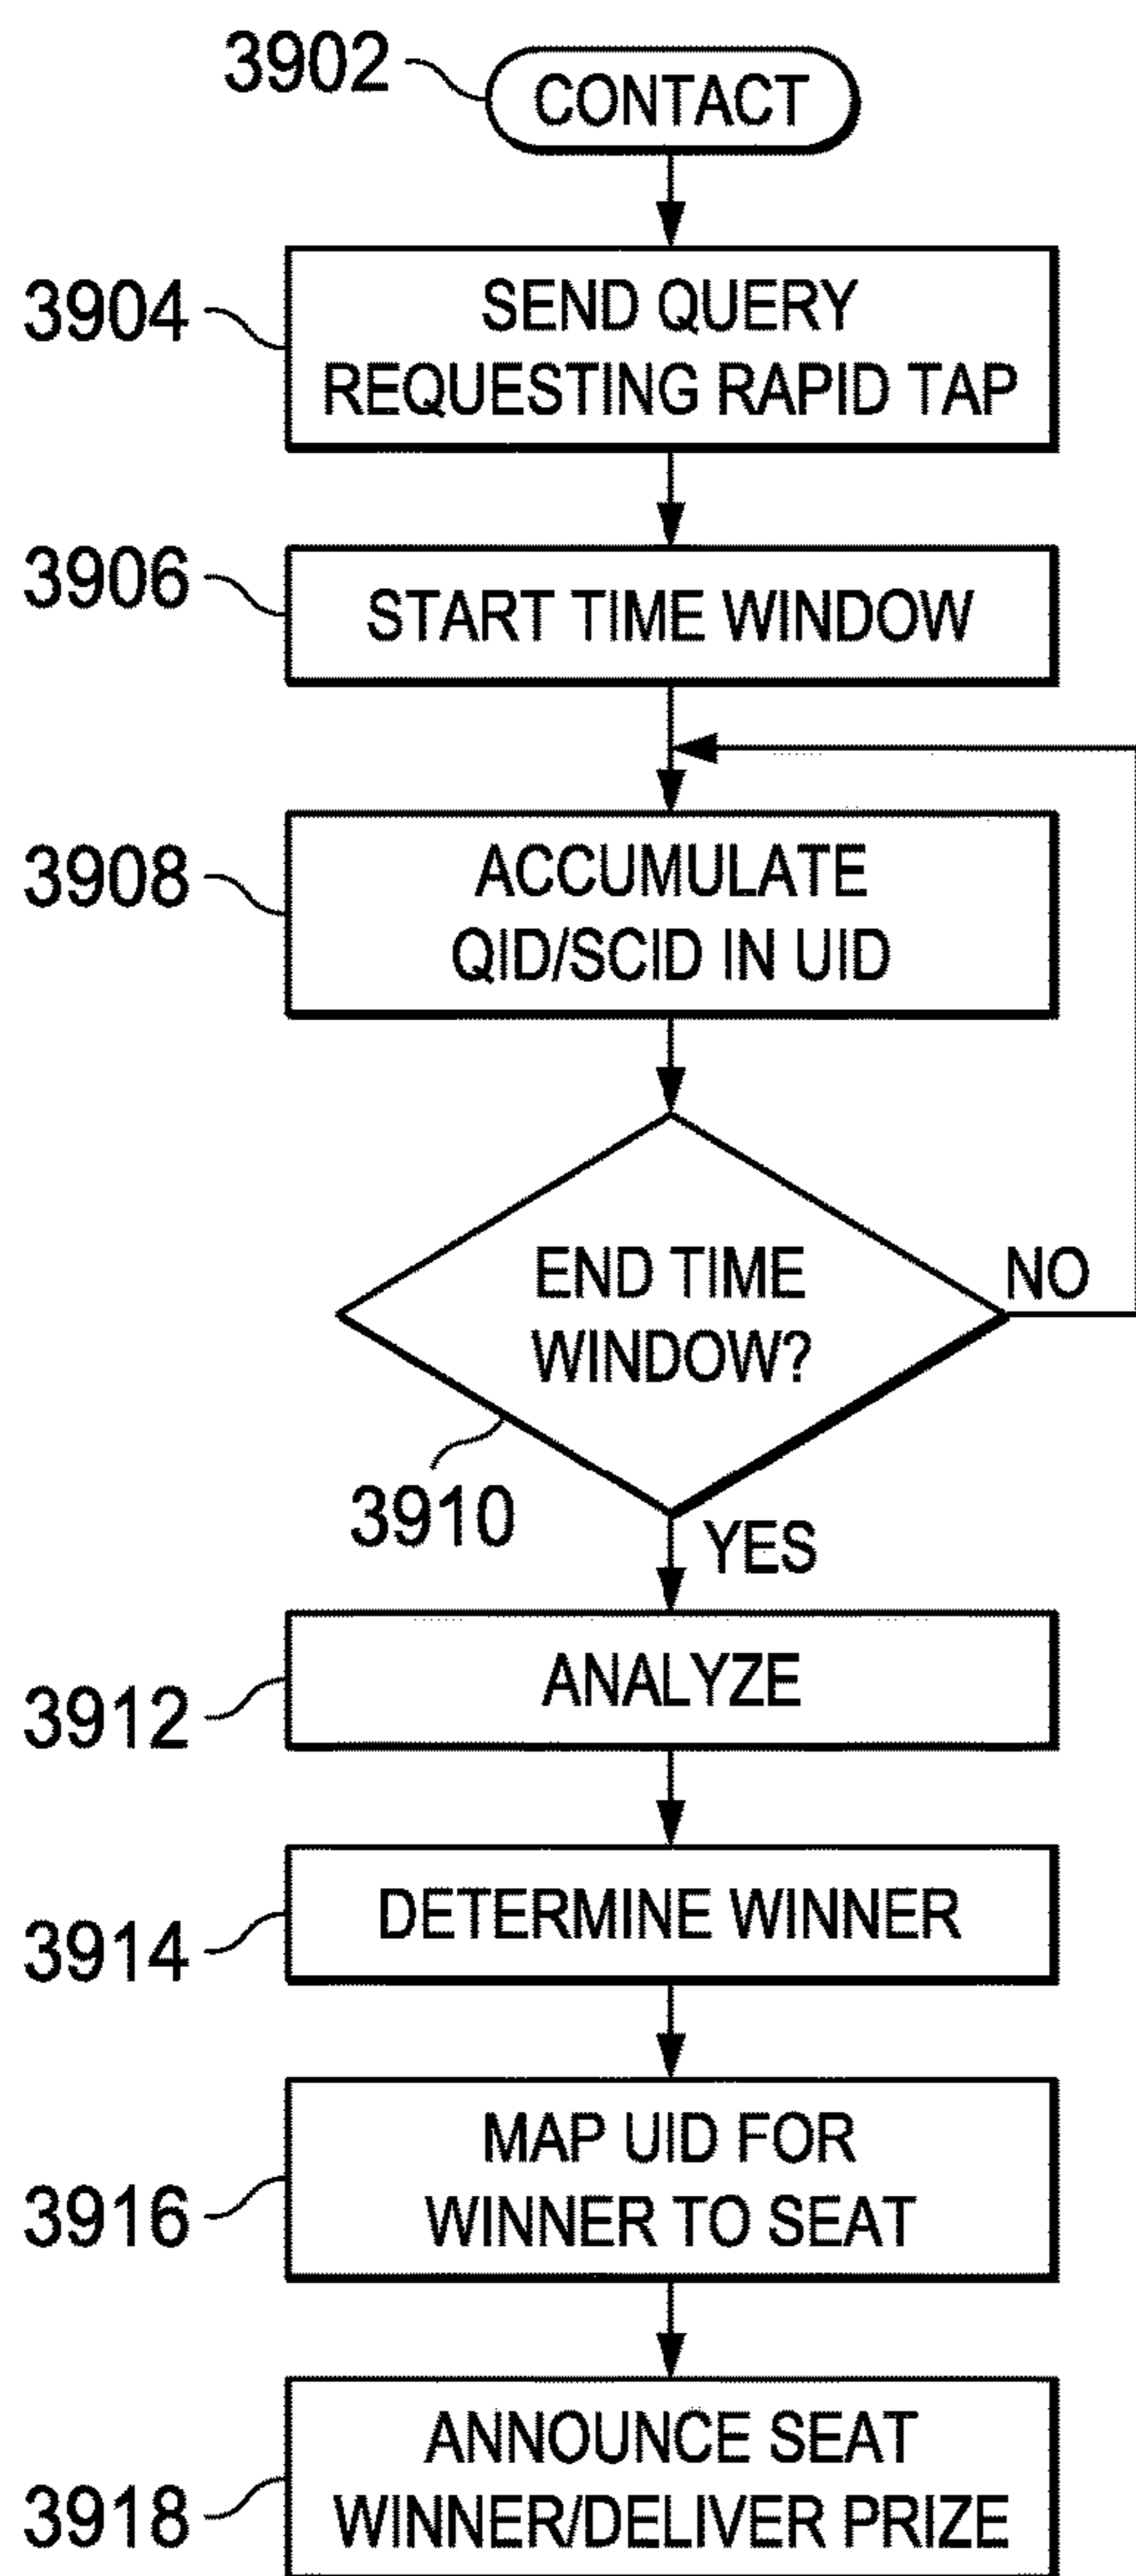 3902
CONTACT
3904
SEND QUERY
REQUESTING RAPID TAP
3906
START TIME WINDOW
3908
ACCUMULATE
QID/SCID IN UID
END TIME
WINDOW?
NO
3910
YES
3912
ANALYZE
3914
DETERMINE WINNER
3916
MAP UID FOR
WINNER TO SEAT
3918
ANNOUNCE SEAT
WINNER/DELIVER PRIZE